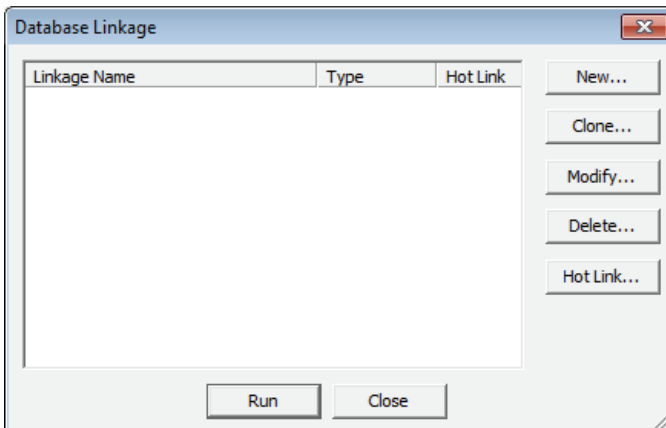 Database Linkage
Linkage Name Type Hot Link
New...
Clone...
Modify...
Delete...
Hot Link...
Run Close